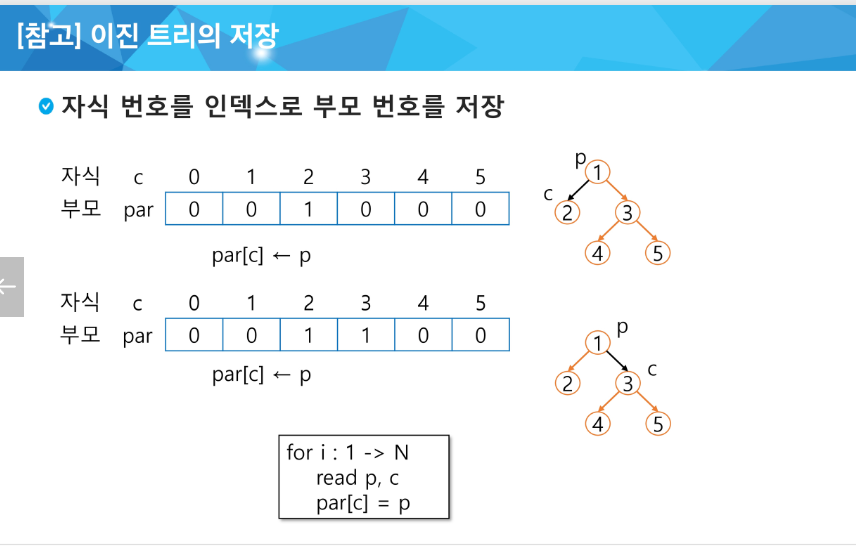 [참고] 이진 트리의 저장
자식 번호를 인덱스로 부모 번호를 저장
자식 c 0 1 2 3 4 5
부모 par 0 0 1 0 0 0
par[c] ← p
p
1
c
2 3
4 5
자식 c 0 1 2 3 4 5
부모 par 0 0 1 1 0 0
par[c] ← p
p
1
c
2 3
4 5
for i : 1 -> N
read p, c
par[c] = p